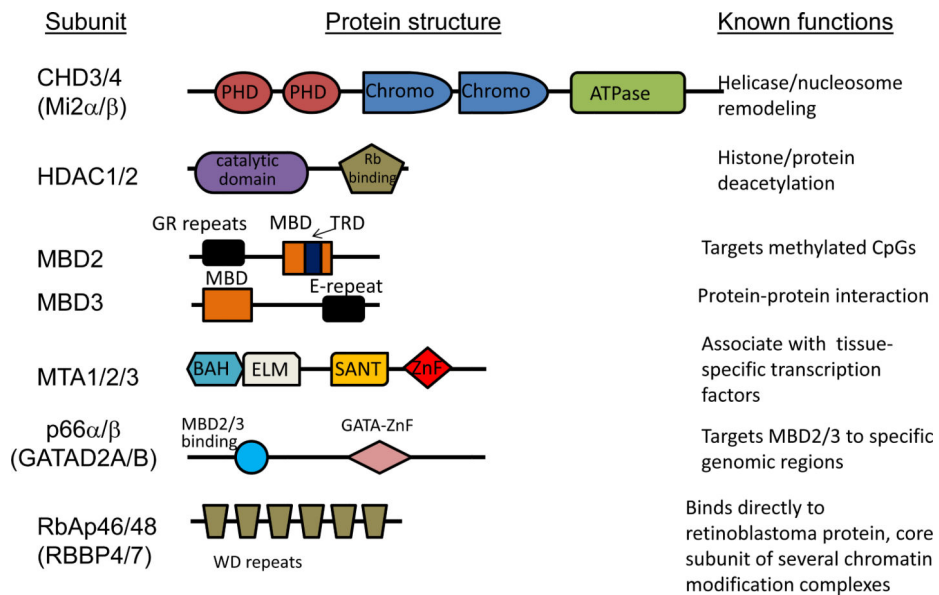 Subunit Protein structure Known functions
CHD3/4
(Mi2α/β)
PHD PHD Chromo Chromo ATPase
Helicase/nucleosome
remodeling
HDAC1/2
catalytic
domain
Rb
binding
Histone/protein
deacetylation
GR repeats MBD TRD
MBD2
Targets methylated CpGs
MBD
E-repeat
MBD3
Protein-protein interaction
MTA1/2/3
BAH ELM SANT ZnF
Associate with tissue-
specific transcription
factors
p66α/β
(GATAD2A/B)
MBD2/3
binding
GATA-ZnF
Targets MBD2/3 to specific
genomic regions
RbAp46/48
(RBBP4/7)
WD repeats
Binds directly to
retinoblastoma protein, core
subunit of several chromatin
modification complexes